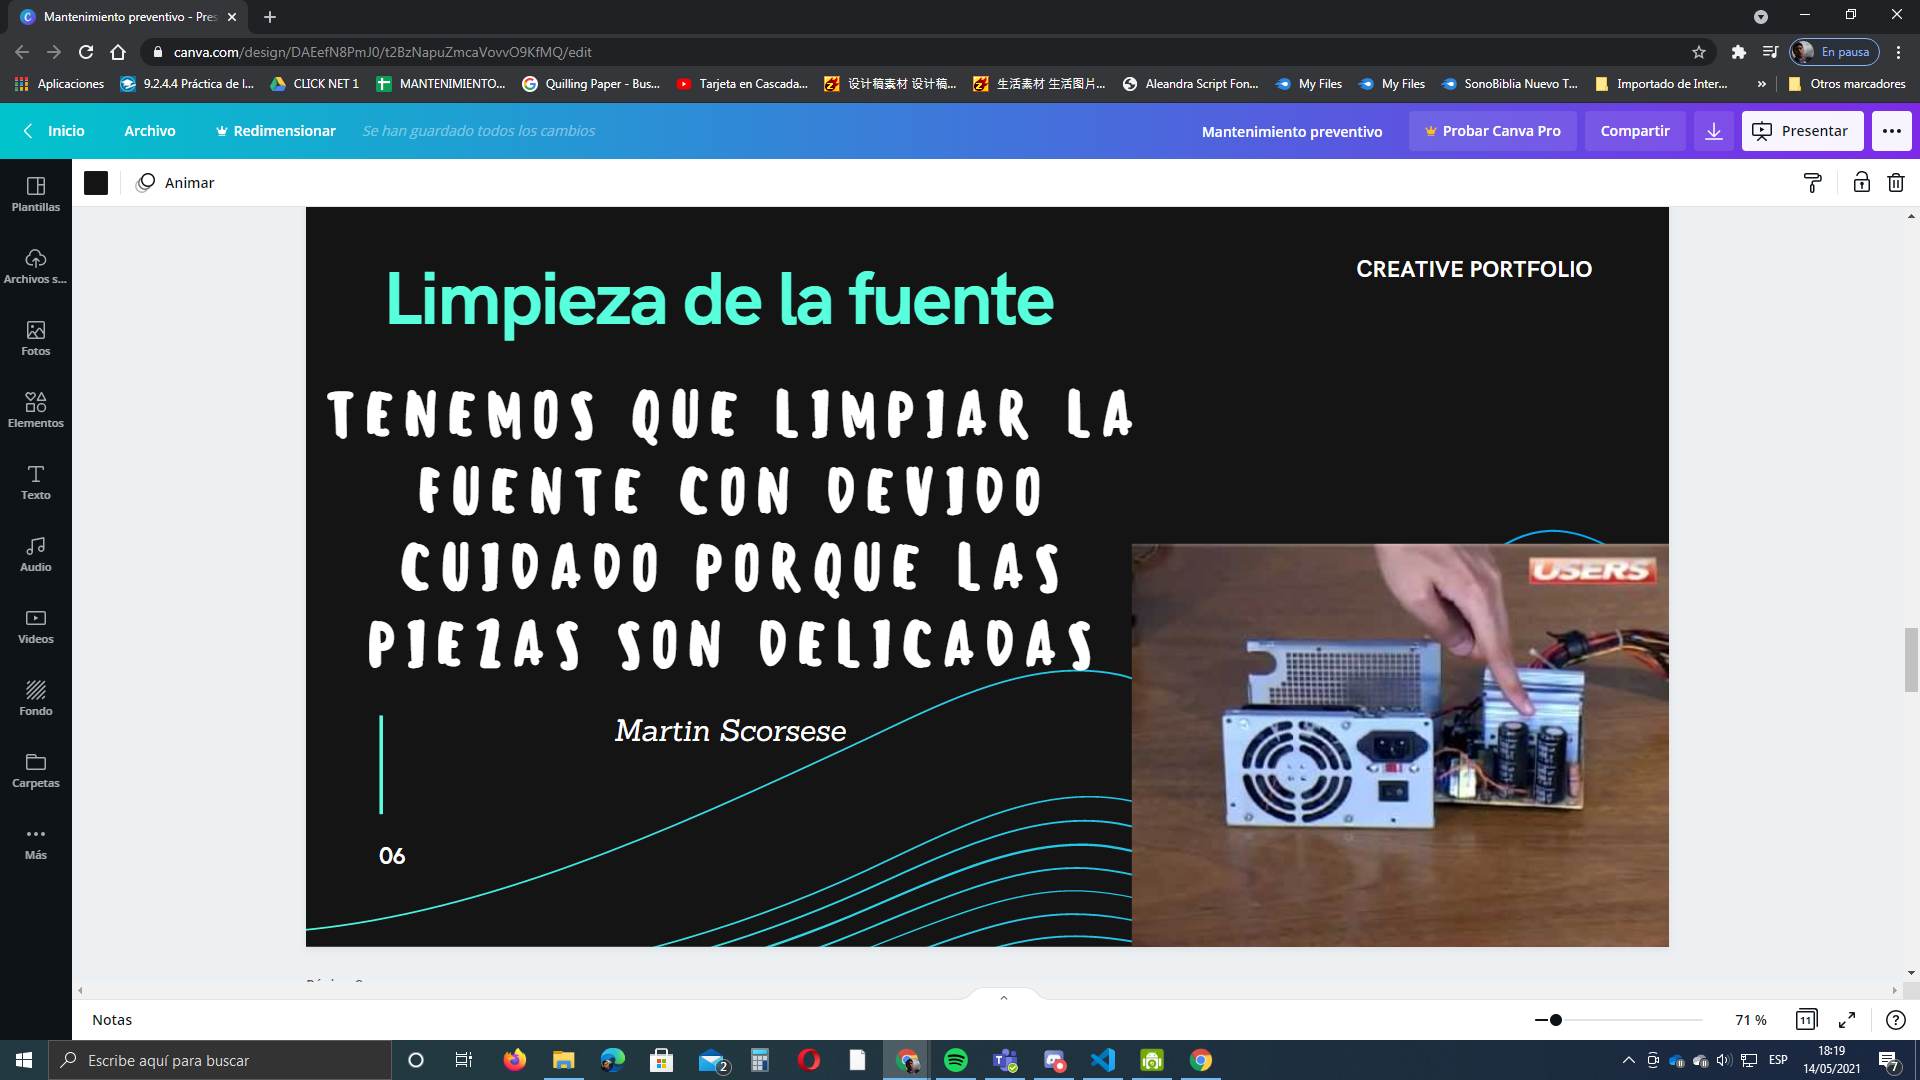 Mantenimiento preventivo - Pres
canva.com/design/DAEefN8PmJ0/t2BzNapuZmcaVovvO9KfMQ/edit
En pausa
Aplicaciones
9.2.4.4 Práctica de l...
CLICK NET 1
MANTENIMIENTO...
Quilling Paper - Bus...
Tarjeta en Cascada...
设计稿素材 设计稿...
生活素材 生活图片...
Aleandra Script Fon...
My Files
My Files
SonoBiblia Nuevo T...
Importado de Inter...
»
Otros marcadores
Inicio
Archivo
Redimensionar
Se han guardado todos los cambios
Mantenimiento preventivo
Probar Canva Pro
Compartir
Presentar
Animar
Plantillas
Archivos s...
Fotos
Elementos
Texto
Audio
Videos
Fondo
Carpetas
Más
Limpieza de la fuente
CREATIVE PORTFOLIO
TENEMOS QUE LIMPIAR LA
FUENTE CON DEVIDO
CUIDADO PORQUE LAS
PIEZAS SON DELICADAS
Martin Scorsese
06
USERS
Notas
71 %
11
Escribe aquí para buscar
2
ESP
18:19
14/05/2021
7